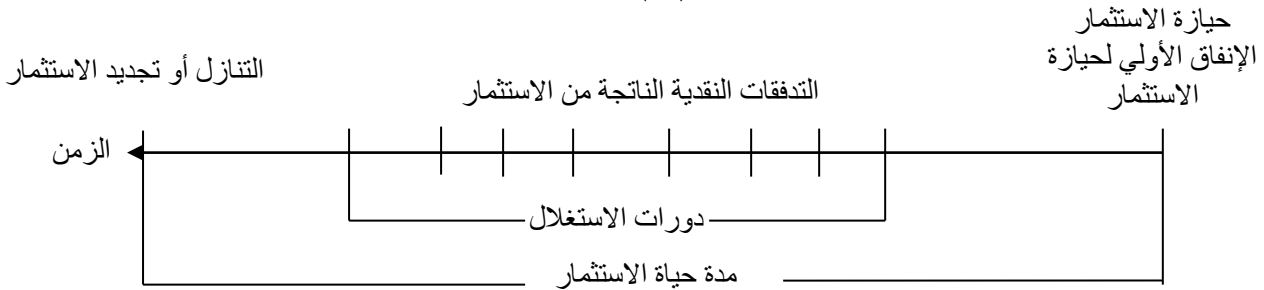 حيازة الاستثمار
الإنفاق الأولي لحيازة
الاستثمار
التدفقات النقدية الناتجة من الاستثمار
التنازل أو تجديد الاستثمار
الزمن
دورات الاستغلال
مدة حياة الاستثمار